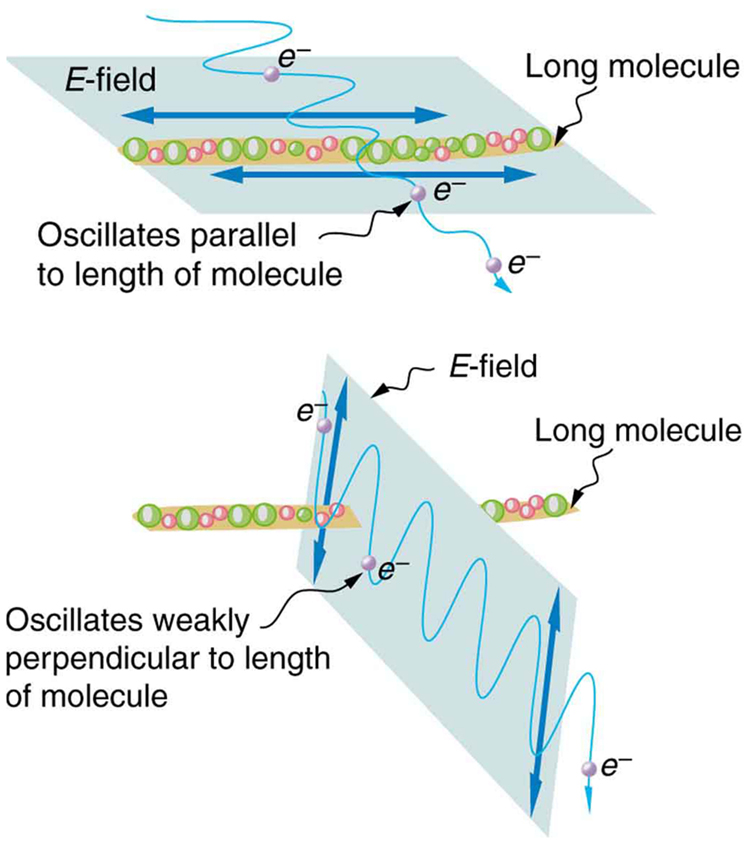 e⁻
E-field
Long molecule
e⁻
Oscillates parallel
to length of molecule
e⁻
E-field
e⁻
Long molecule
e⁻
Oscillates weakly
perpendicular to length
of molecule
e⁻